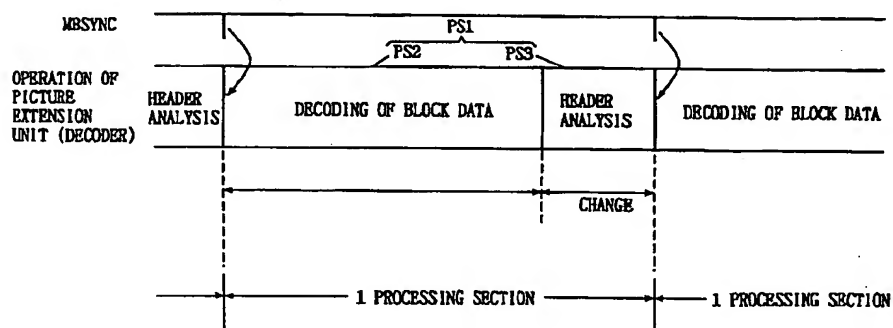 MBSYNC
PS1
PS2
PS3
OPERATION OF
PICTURE
EXTENSION
UNIT (DECODER)
HEADER
ANALYSIS
DECODING OF BLOCK DATA
HEADER
ANALYSIS
DECODING OF BLOCK DATA
CHANGE
1 PROCESSING SECTION
1 PROCESSING SECTION